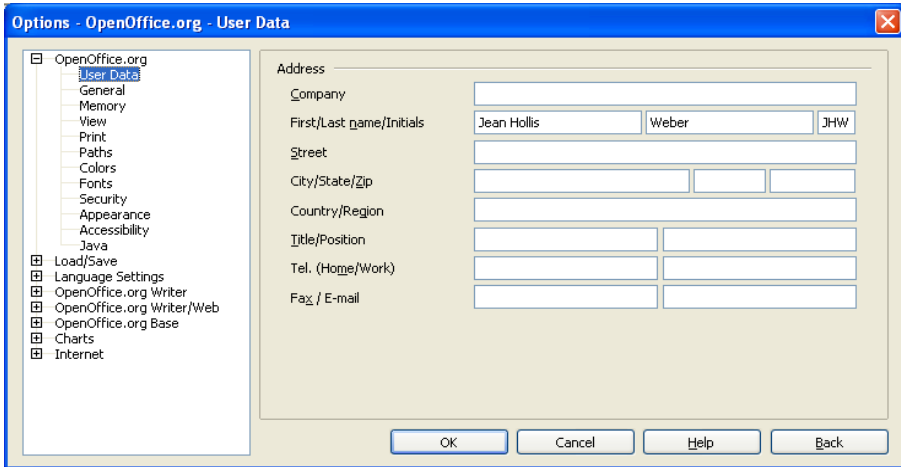 Options - OpenOffice.org - User Data
OpenOffice.org
User Data
General
Memory
View
Print
Paths
Colors
Fonts
Security
Appearance
Accessibility
Java
Load/Save
Language Settings
OpenOffice.org Writer
OpenOffice.org Writer/Web
OpenOffice.org Base
Charts
Internet
Address
Company
First/Last name/Initials Jean Hollis Weber JHW
Street
City/State/Zip
Country/Region
Title/Position
Tel. (Home/Work)
Fax / E-mail
OK Cancel Help Back